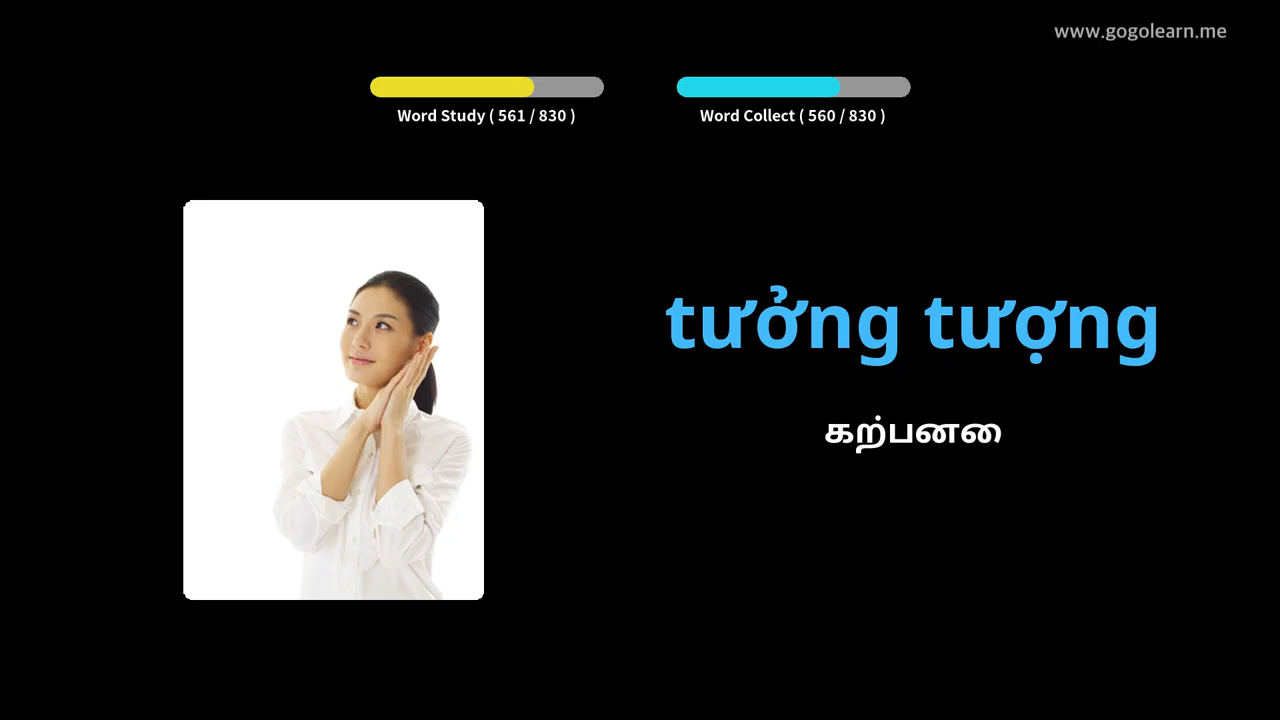 www.gogolearn.me
Word Study ( 561 / 830 )
Word Collect ( 560 / 830 )
tưởng tượng
கற்பனை